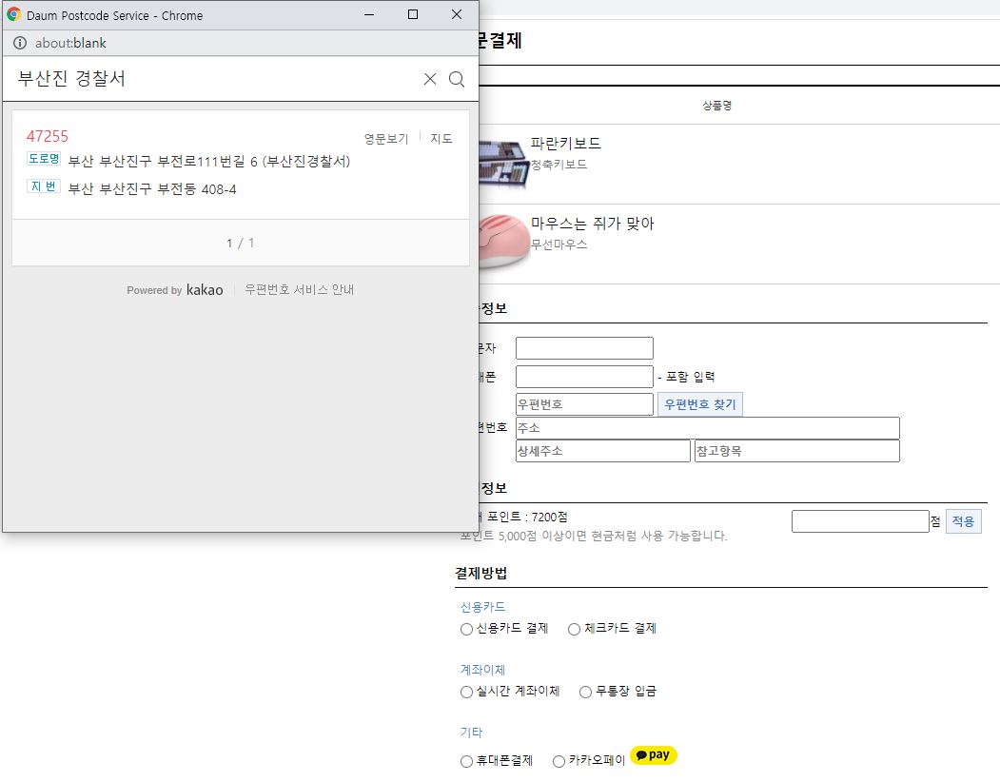 Daum Postcode Service - Chrome
about:blank
부산진 경찰서
47255
영문보기
지도
도로명 부산 부산진구 부전로111번길 6 (부산진경찰서)
지 번 부산 부산진구 부전동 408-4
1 / 1
Powered by kakao
우편번호 서비스 안내
문결제
상품명
파란키보드
청축키보드
마우스는 쥐가 맞아
무선마우스
정보
문자
대폰
- 포함 입력
우편번호
우편번호 찾기
편번호
주소
상세주소
참고항목
정보
포인트 : 7200점
점
적용
포인트 5,000점 이상이면 현금처럼 사용 가능합니다.
결제방법
신용카드
신용카드 결제
체크카드 결제
계좌이체
실시간 계좌이체
무통장 입금
기타
휴대폰결제
카카오페이
pay